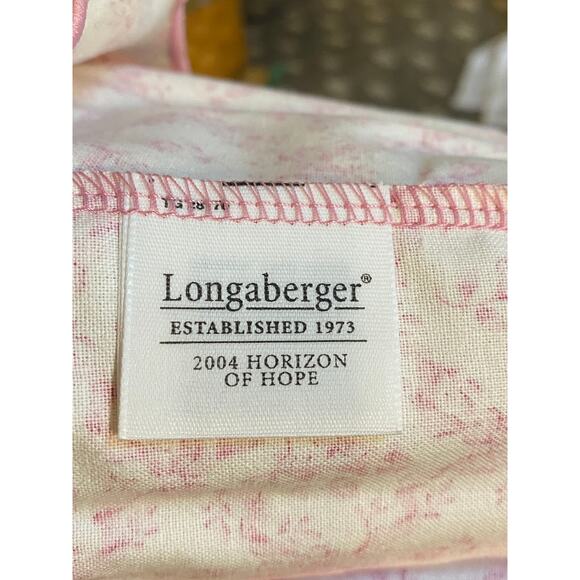 Longaberger®
ESTABLISHED 1973
2004 HORIZON
OF HOPE